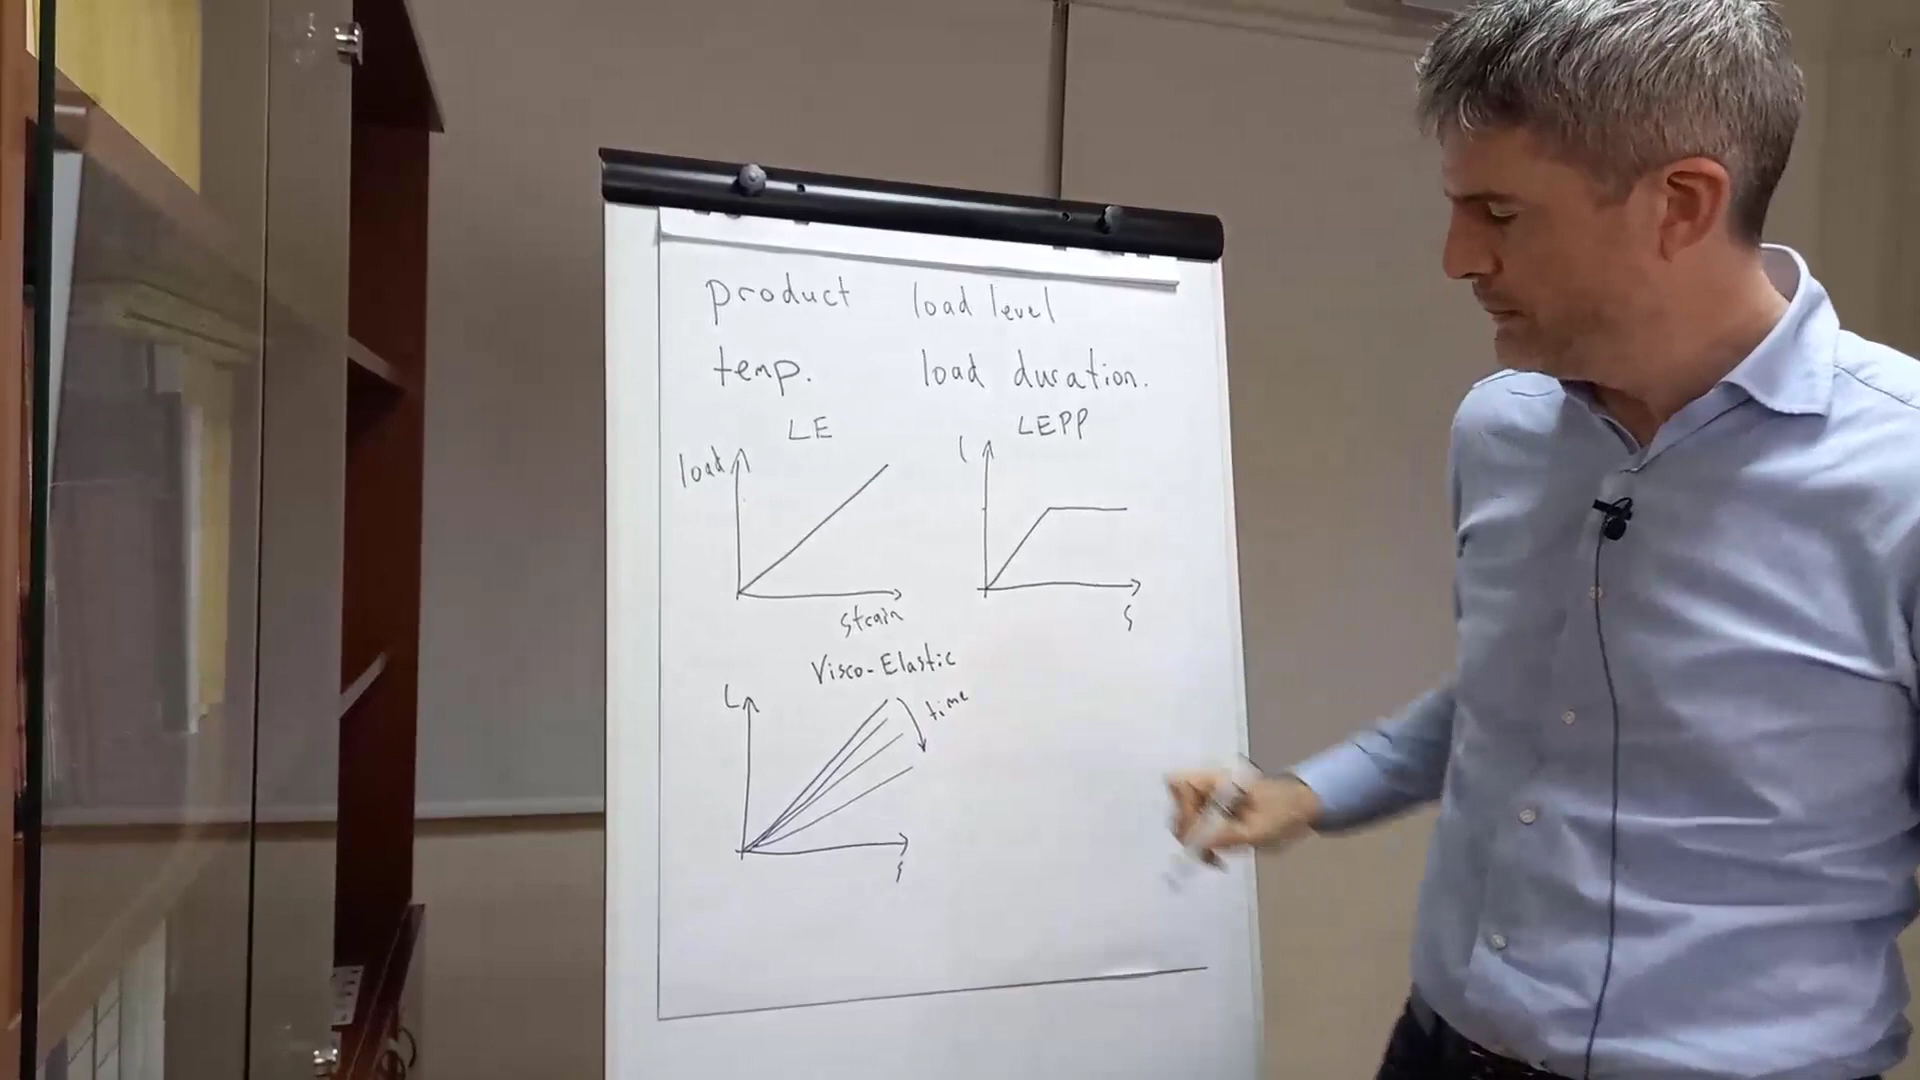 product load level
temp. load duration.
LE LEPP
load L
strain S
Visco-Elastic
L time
S